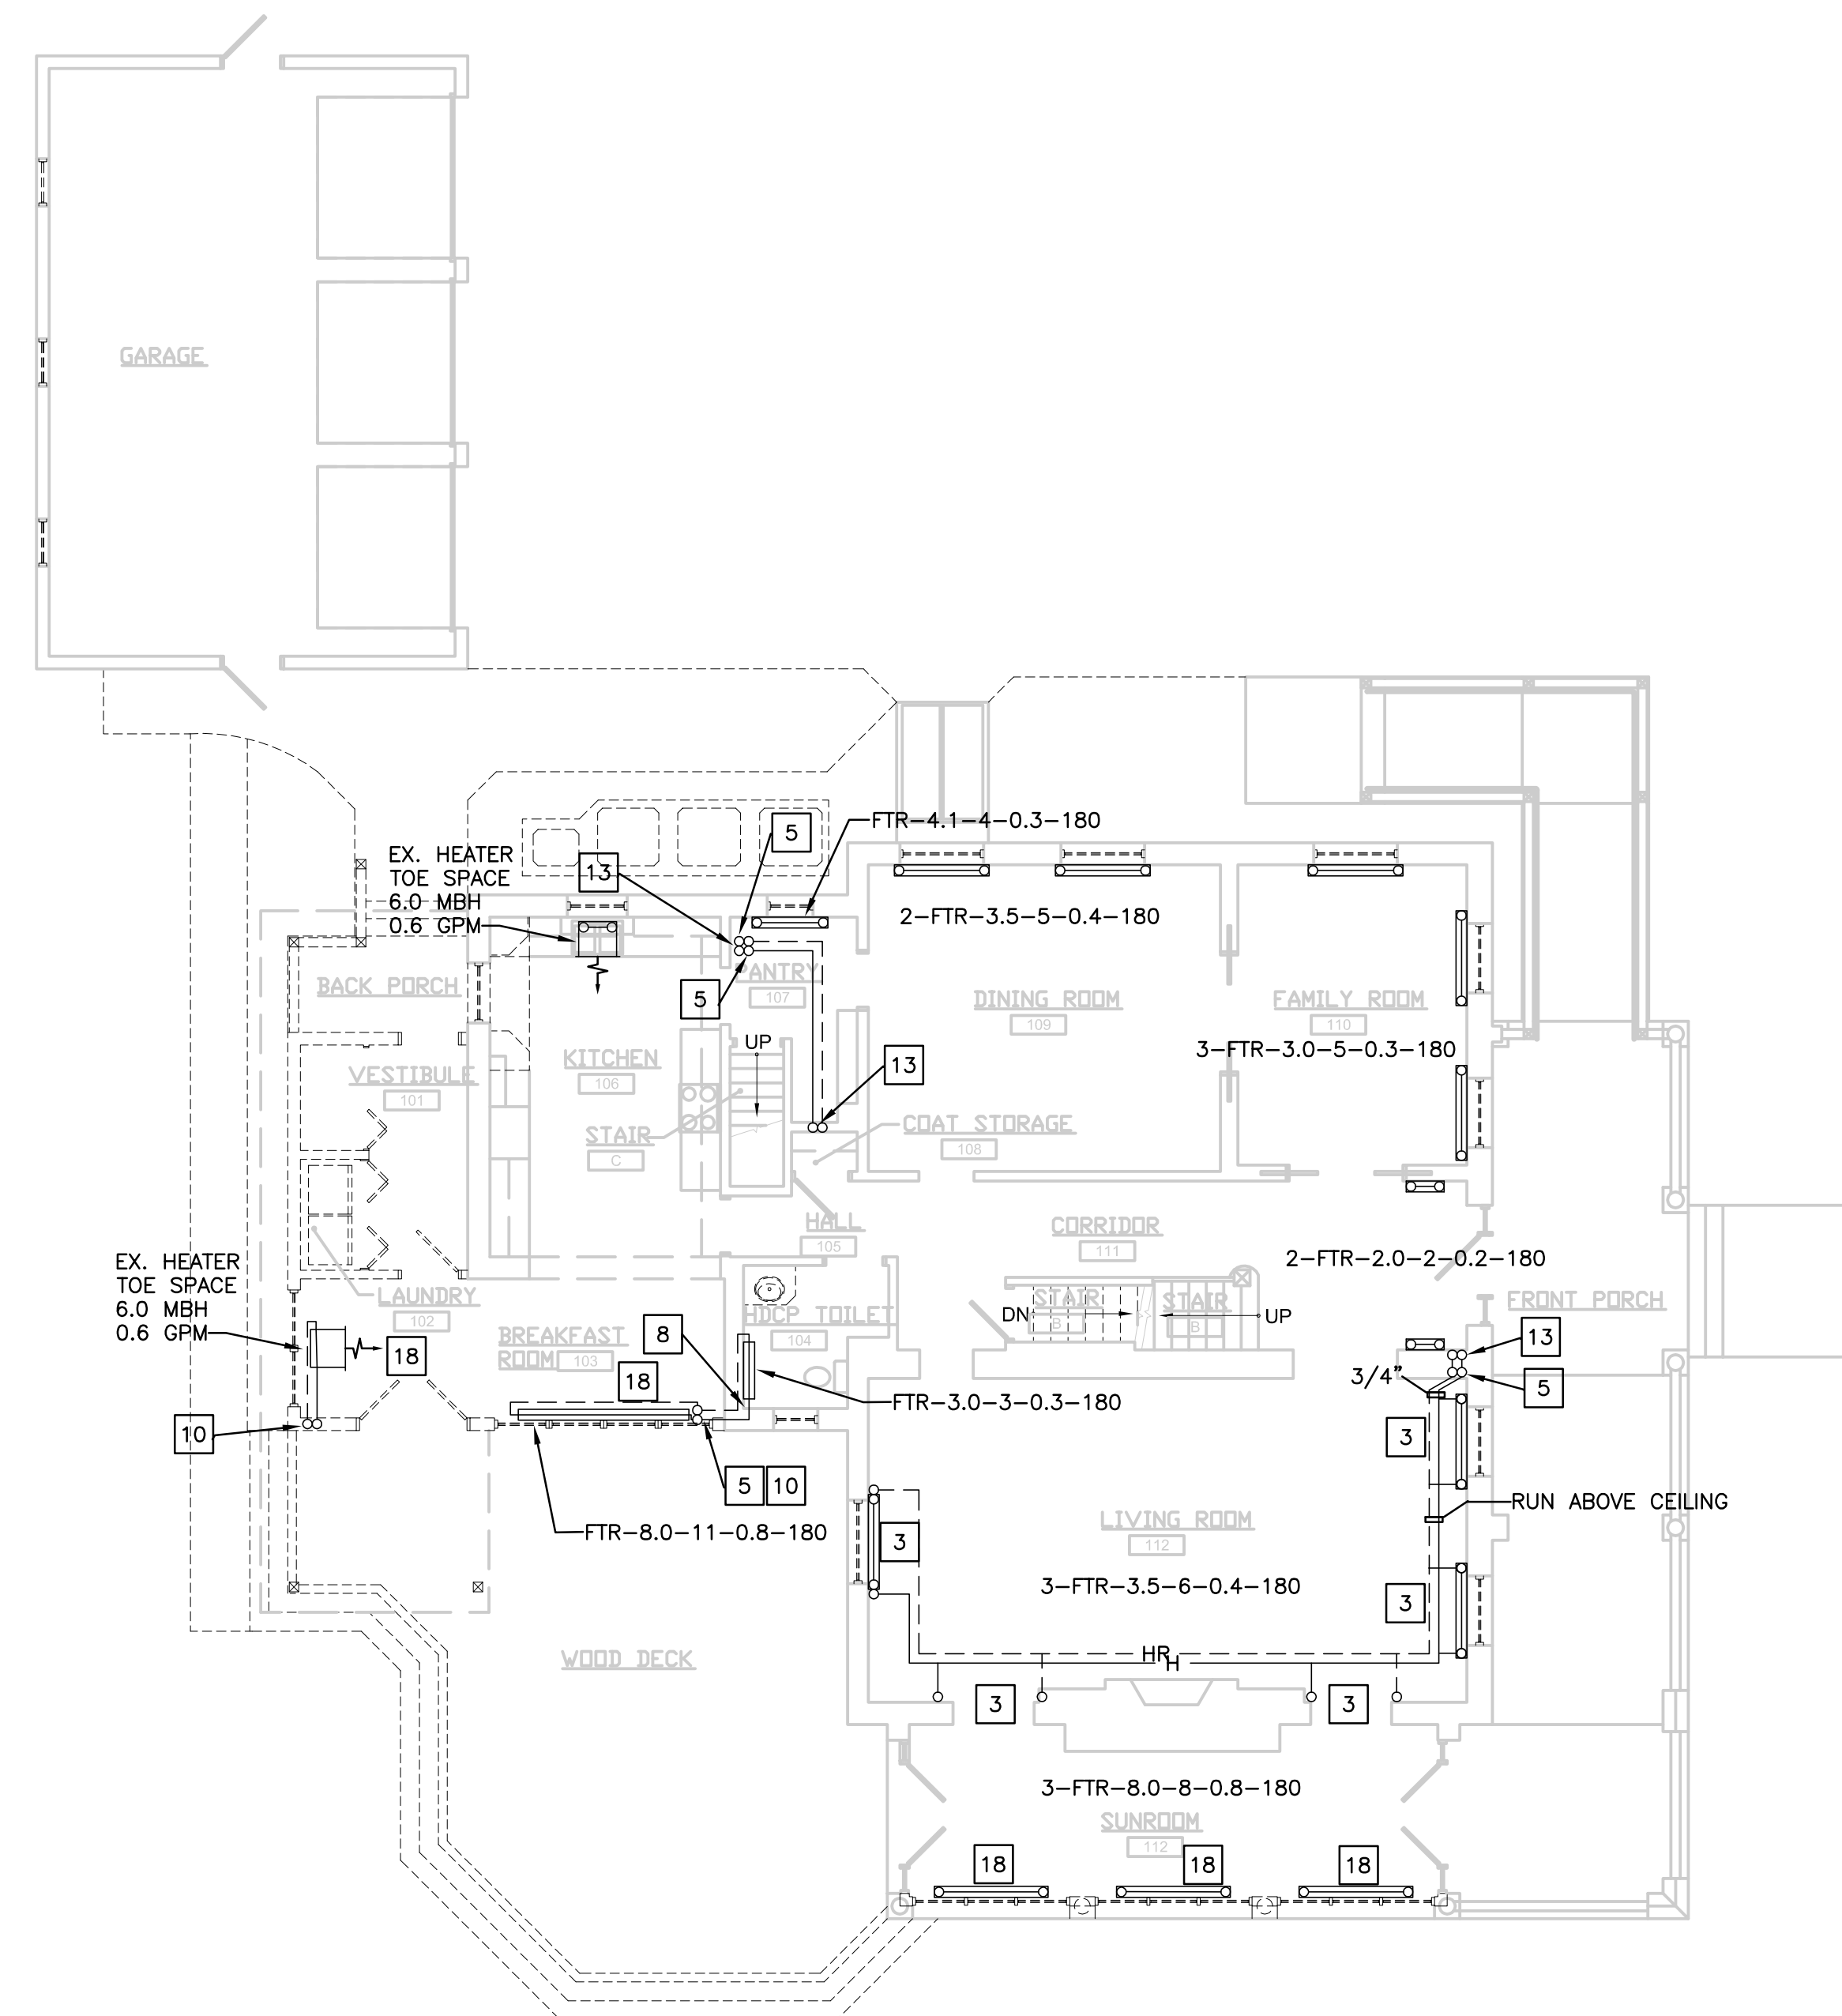 GARAGE
FTR-4.1-4-0.3-180
5
EX. HEATER
TOE SPACE
6.0 MBH
0.6 GPM
13
2-FTR-3.5-5-0.4-180
PANTRY
107
BACK PORCH
5
DINING ROOM
109
FAMILY ROOM
110
UP
3-FTR-3.0-5-0.3-180
KITCHEN
106
13
VESTIBULE
101
STAIR
C
COAT STORAGE
108
HALL
105
CORRIDOR
111
EX. HEATER
TOE SPACE
6.0 MBH
0.6 GPM
2-FTR-2.0-2-0.2-180
LAUNDRY
102
STAIR
B
STAIR
B
DN
UP
FRONT PORCH
HDCP TOILET
104
BREAKFAST
ROOM 103
8
13
18
18
3/4"
5
FTR-3.0-3-0.3-180
10
3
5 10
RUN ABOVE CEILING
FTR-8.0-11-0.8-180
LIVING ROOM
112
3
3-FTR-3.5-6-0.4-180
3
WOOD DECK
HR
H
3
3
3-FTR-8.0-8-0.8-180
SUNROOM
112
18
18
18